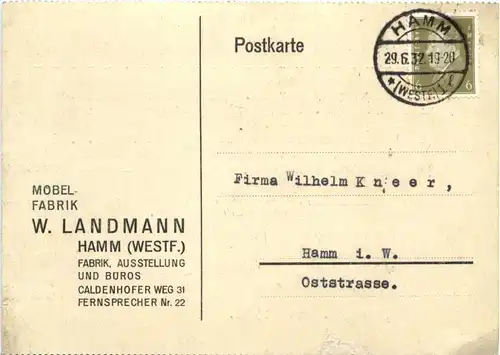 Postkarte
HAMM
29.6.32.19-20
(WESTF.)
6
Firma Wilhelm Kneer,
Hamm i. W.
Oststrasse.
MÖBEL-
FABRIK
W. LANDMANN
HAMM (WESTF.)
FABRIK, AUSSTELLUNG
UND BÜROS
CALDENHOFER WEG 31
FERNSPRECHER Nr. 22